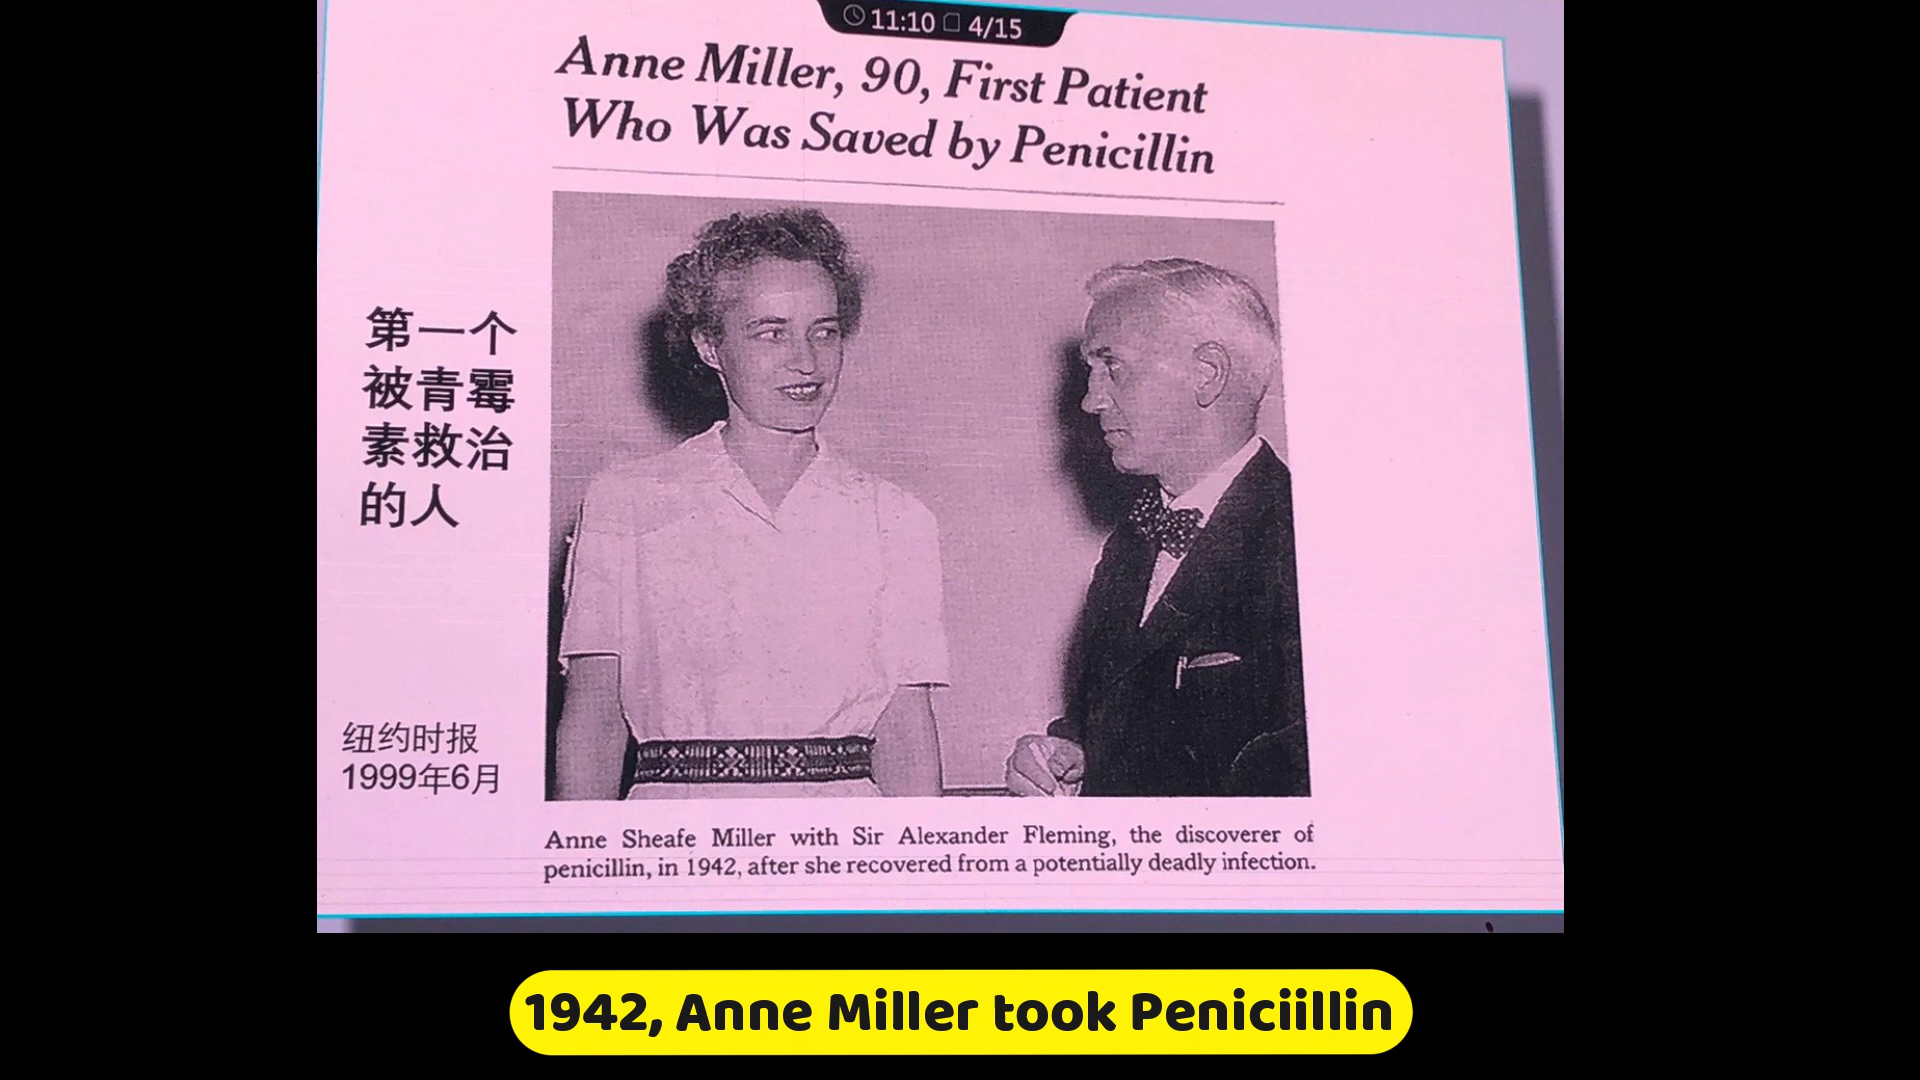 11:10 4/15
Anne Miller, 90, First Patient
Who Was Saved by Penicillin
第一个
被青霉
素救治
的人
纽约时报
1999年6月
Anne Sheafe Miller with Sir Alexander Fleming, the discoverer of
penicillin, in 1942, after she recovered from a potentially deadly infection.
1942, Anne Miller took Peniciillin